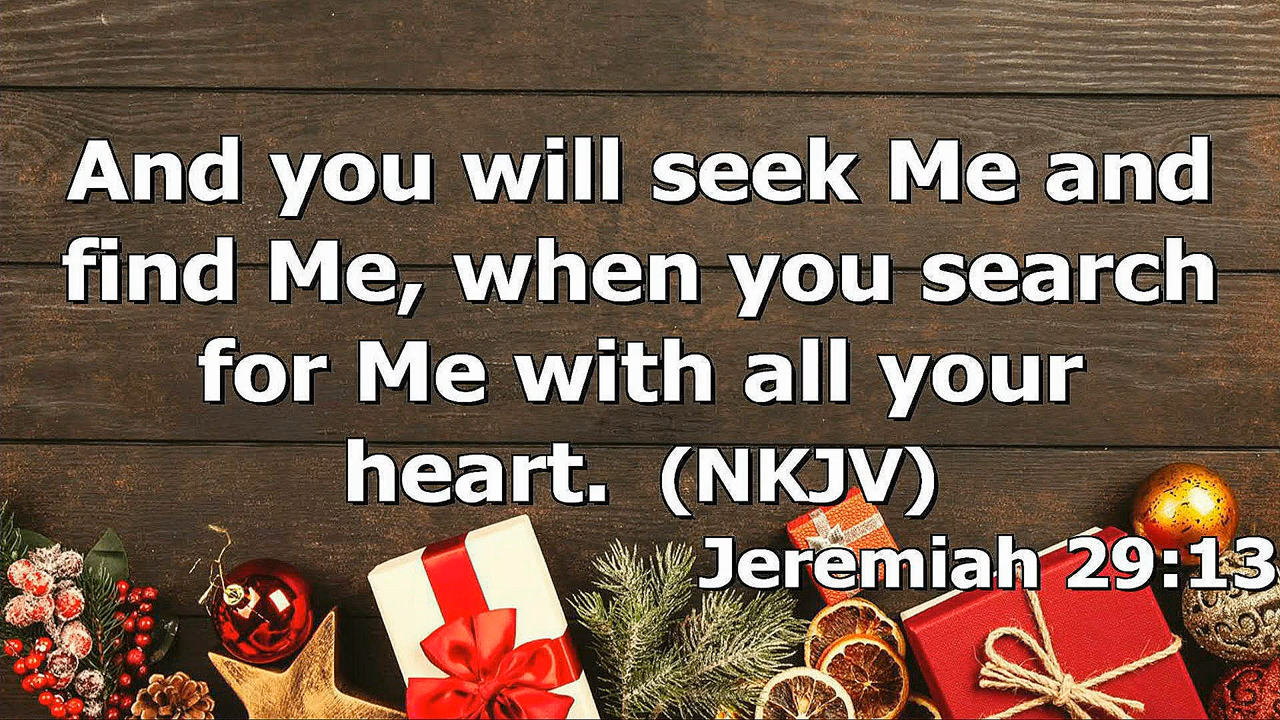 And you will seek Me and
find Me, when you search
for Me with all your
heart.  (NKJV)
Jeremiah 29:13